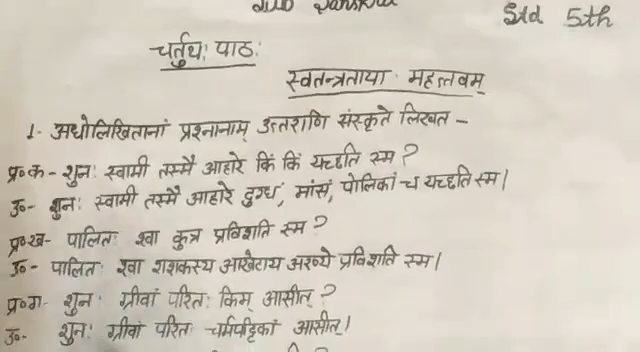 Std 5th
चर्तुथः पाठः
स्वतन्त्रतायाः महत्त्वम्
1- अधोलिखितानां प्रश्नानाम् उत्तराणि संस्कृते लिखत -
प्र०क - शुनः स्वामी तस्मै आहारे किं किं यच्छति स्म?
उ०- शुनः स्वामी तस्मै आहारे दुग्धं, मांसं, पोलिकां च यच्छति स्म।
प्र०ख- पालितः श्वा कुत्र प्रविशति स्म?
उ०- पालितः श्वा शशकस्य आखेटाय अरण्ये प्रविशति स्म।
प्र०ग- शुनः ग्रीवां परितः किम् आसीत्?
उ०- शुनः ग्रीवां परितः चर्मपट्टिकां आसीत्।